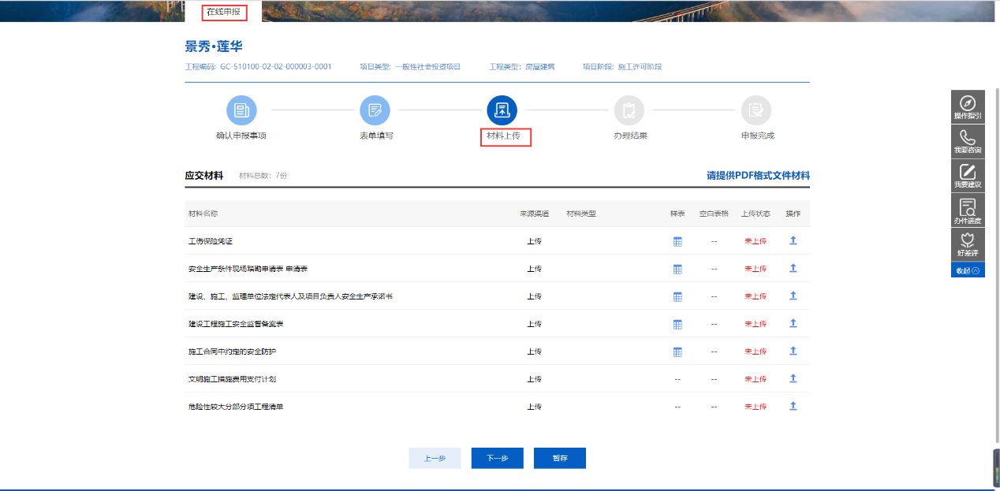 在线申报
景秀•莲华
工程编码: GC-510100-02-02-000003-0001 项目类型: 一般性社会投资项目 工程类型: 房屋建筑 项目阶段: 施工许可阶段
确认申报事项 表单填写 材料上传 办理结果 申报完成
应交材料 材料总数: 7份 请提供PDF格式文件材料
材料名称 来源渠道 材料类型 样表 空白表格 上传状态 操作
工伤保险凭证 上传 -- 未上传
安全生产条件现场踏勘申请表 申请表 上传 -- 未上传
建设、施工、监理单位法定代表人及项目负责人安全生产承诺书 上传 -- 未上传
建设工程施工安全监督备案表 上传 -- 未上传
施工合同中约定的安全防护 上传 -- 未上传
文明施工措施费用支付计划 上传 -- -- 未上传
危险性较大分部分项工程清单 上传 -- -- 未上传
上一步 下一步 暂存
操作指引
我要咨询
我要建议
办件进度
好差评
收起